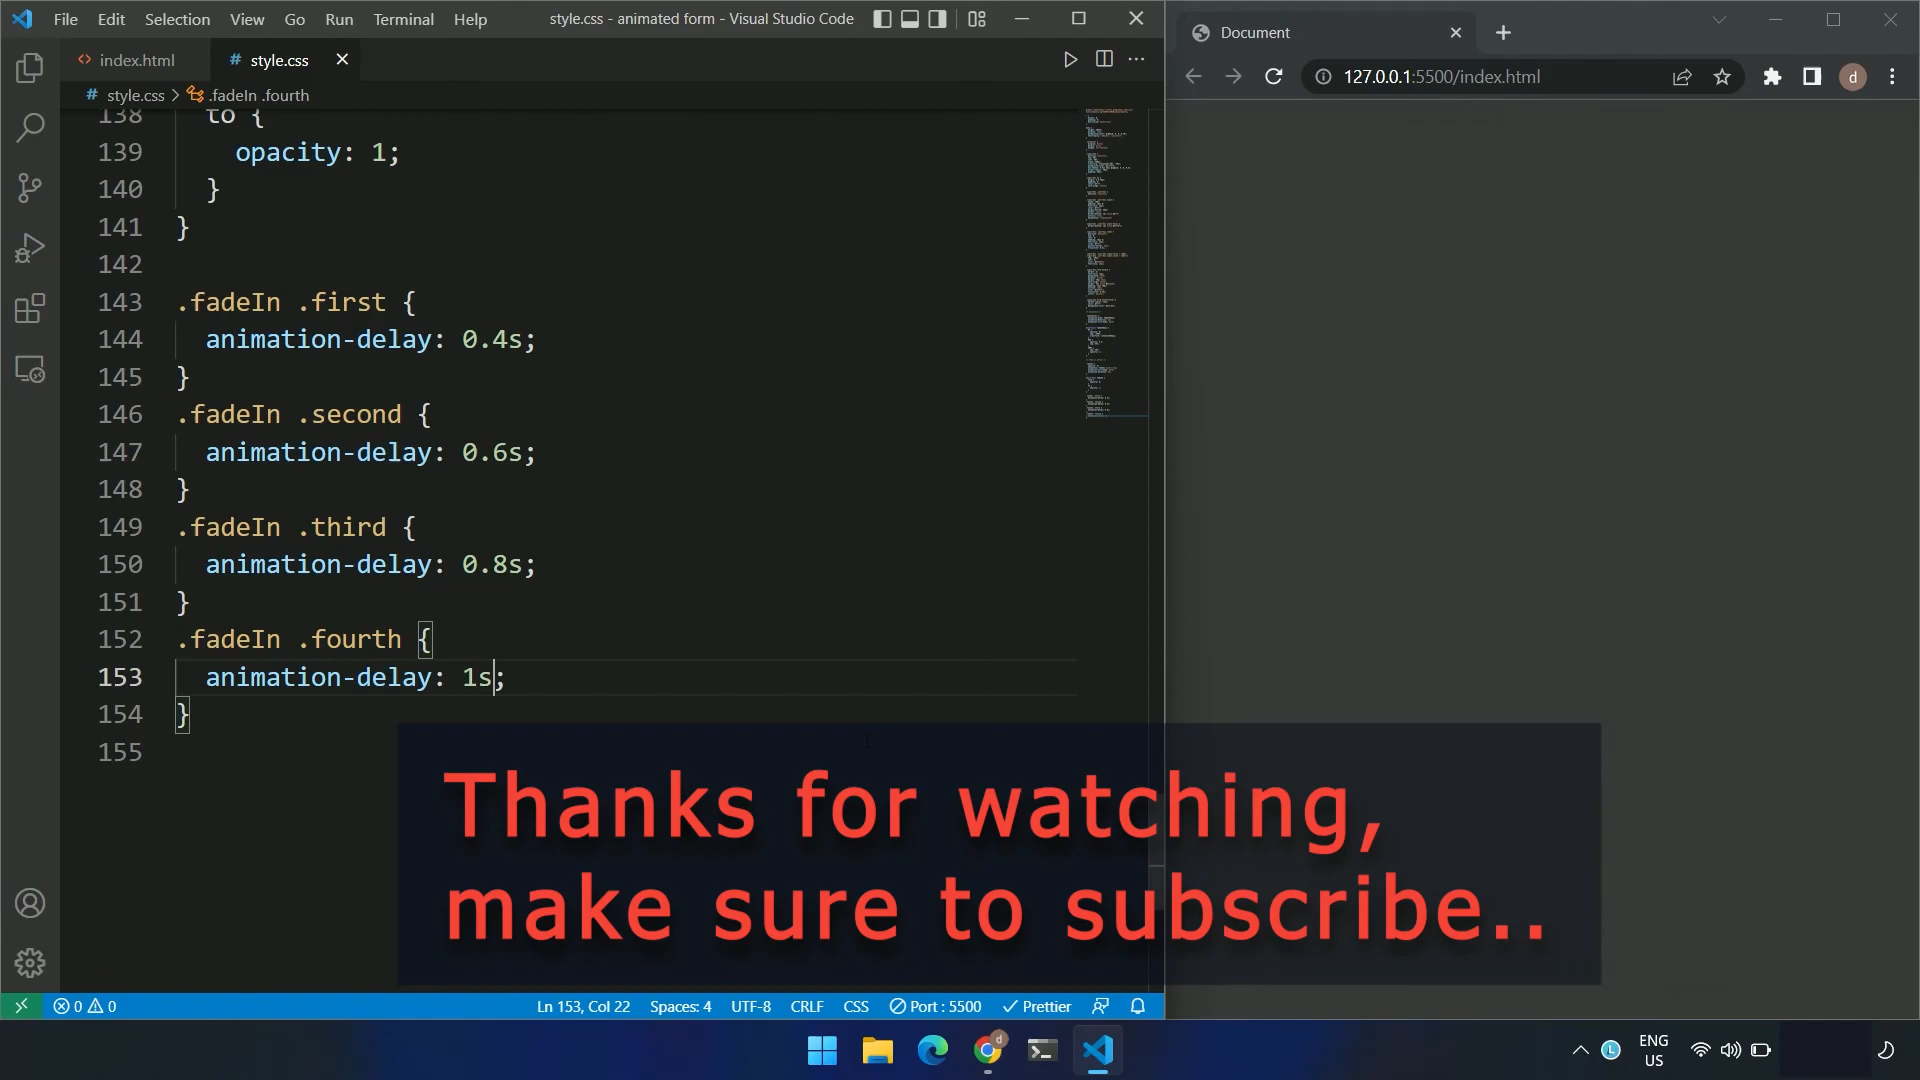 File Edit Selection View Go Run Terminal Help style.css - animated form - Visual Studio Code
Document
index.html
# style.css
127.0.0.1:5500/index.html
d
# style.css > .fadeIn .fourth
138 to {
139 opacity: 1;
140 }
141 }
142
143 .fadeIn .first {
144 animation-delay: 0.4s;
145 }
146 .fadeIn .second {
147 animation-delay: 0.6s;
148 }
149 .fadeIn .third {
150 animation-delay: 0.8s;
151 }
152 .fadeIn .fourth {
153 animation-delay: 1s;
154 }
155
Thanks for watching,
make sure to subscribe..
0 0 Ln 153, Col 22 Spaces: 4 UTF-8 CRLF CSS Port : 5500 Prettier
d
L
ENG
US